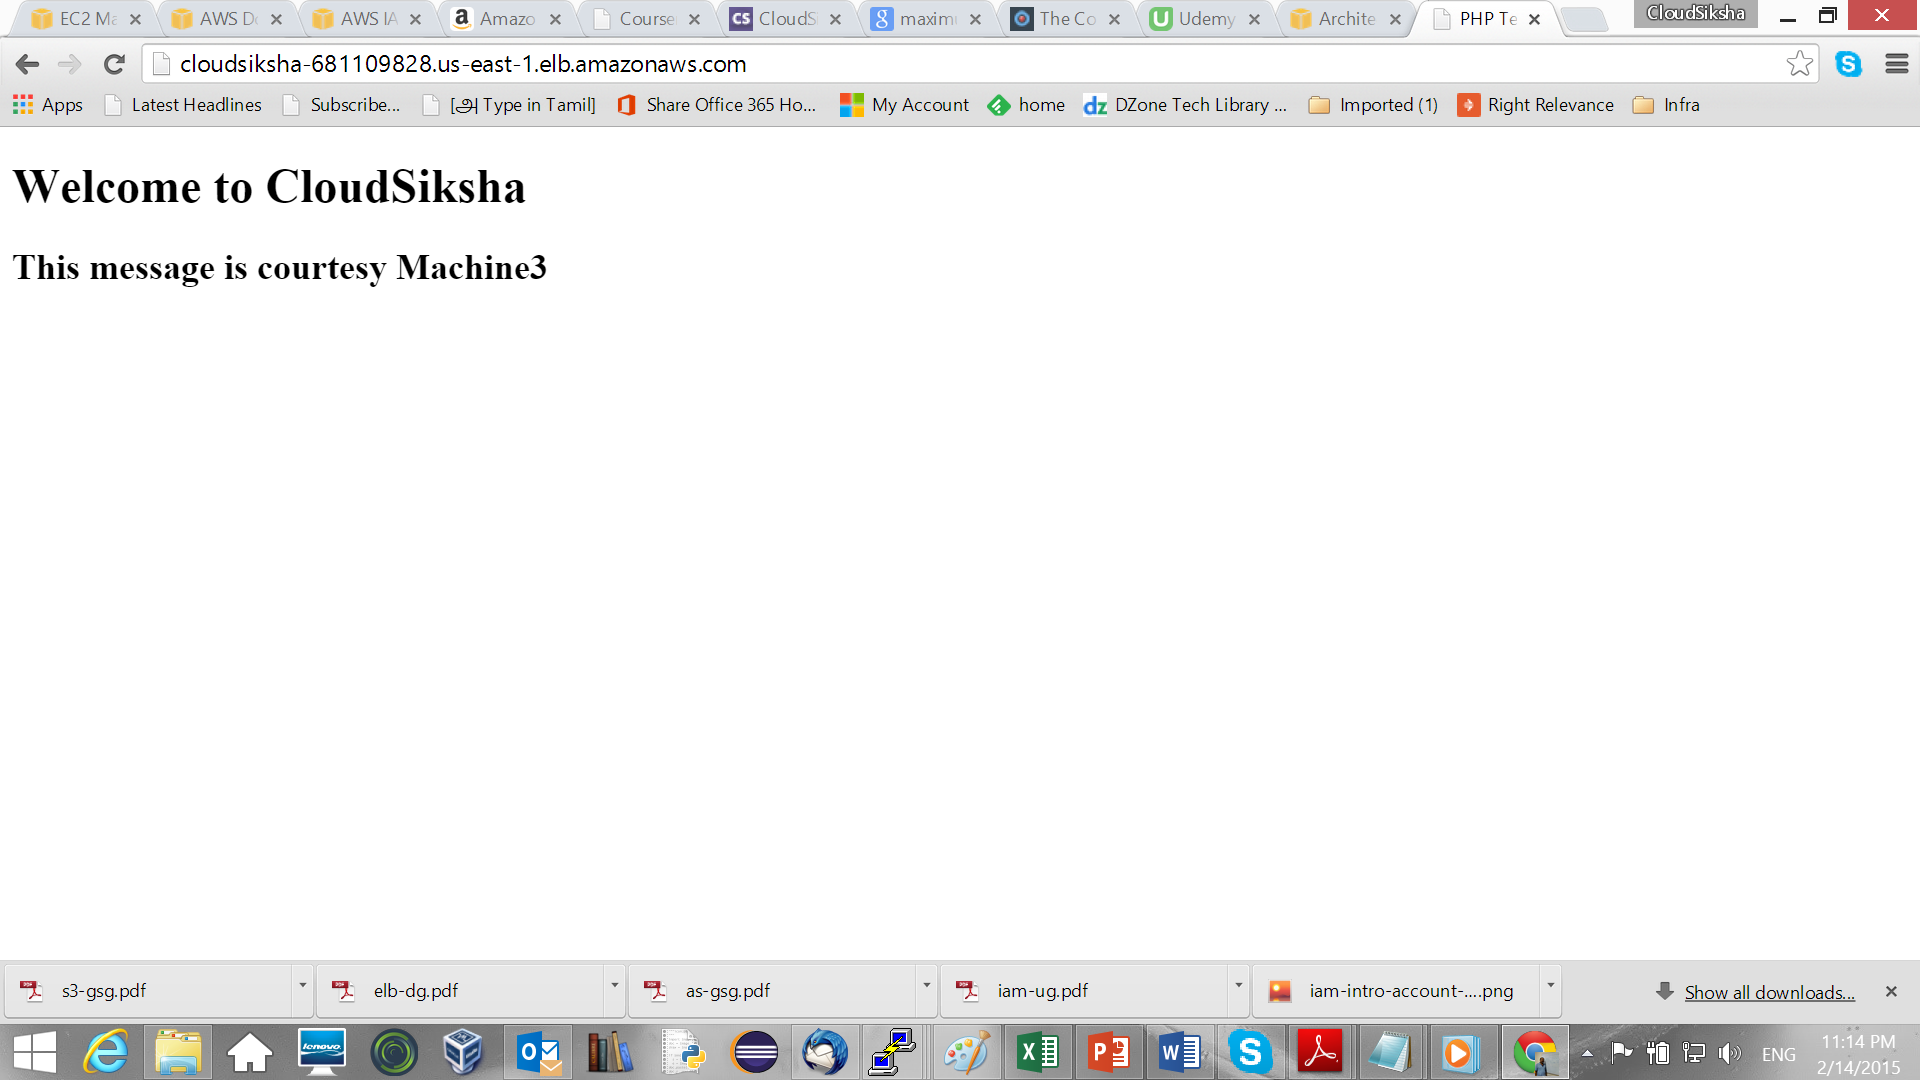 EC2 Ma
AWS De
AWS IA
Amazo
Course
CloudS
maxim
The Co
Udemy
Archite
PHP Te
CloudSiksha
cloudsiksha-681109828.us-east-1.elb.amazonaws.com
Apps
Latest Headlines
Subscribe...
[அ Type in Tamil]
Share Office 365 Ho...
My Account
home
dz
DZone Tech Library ...
Imported (1)
Right Relevance
Infra
Welcome to CloudSiksha
This message is courtesy Machine3
s3-gsg.pdf
elb-dg.pdf
as-gsg.pdf
iam-ug.pdf
iam-intro-account-....png
Show all downloads...
lenovo
ENG
11:14 PM
2/14/2015